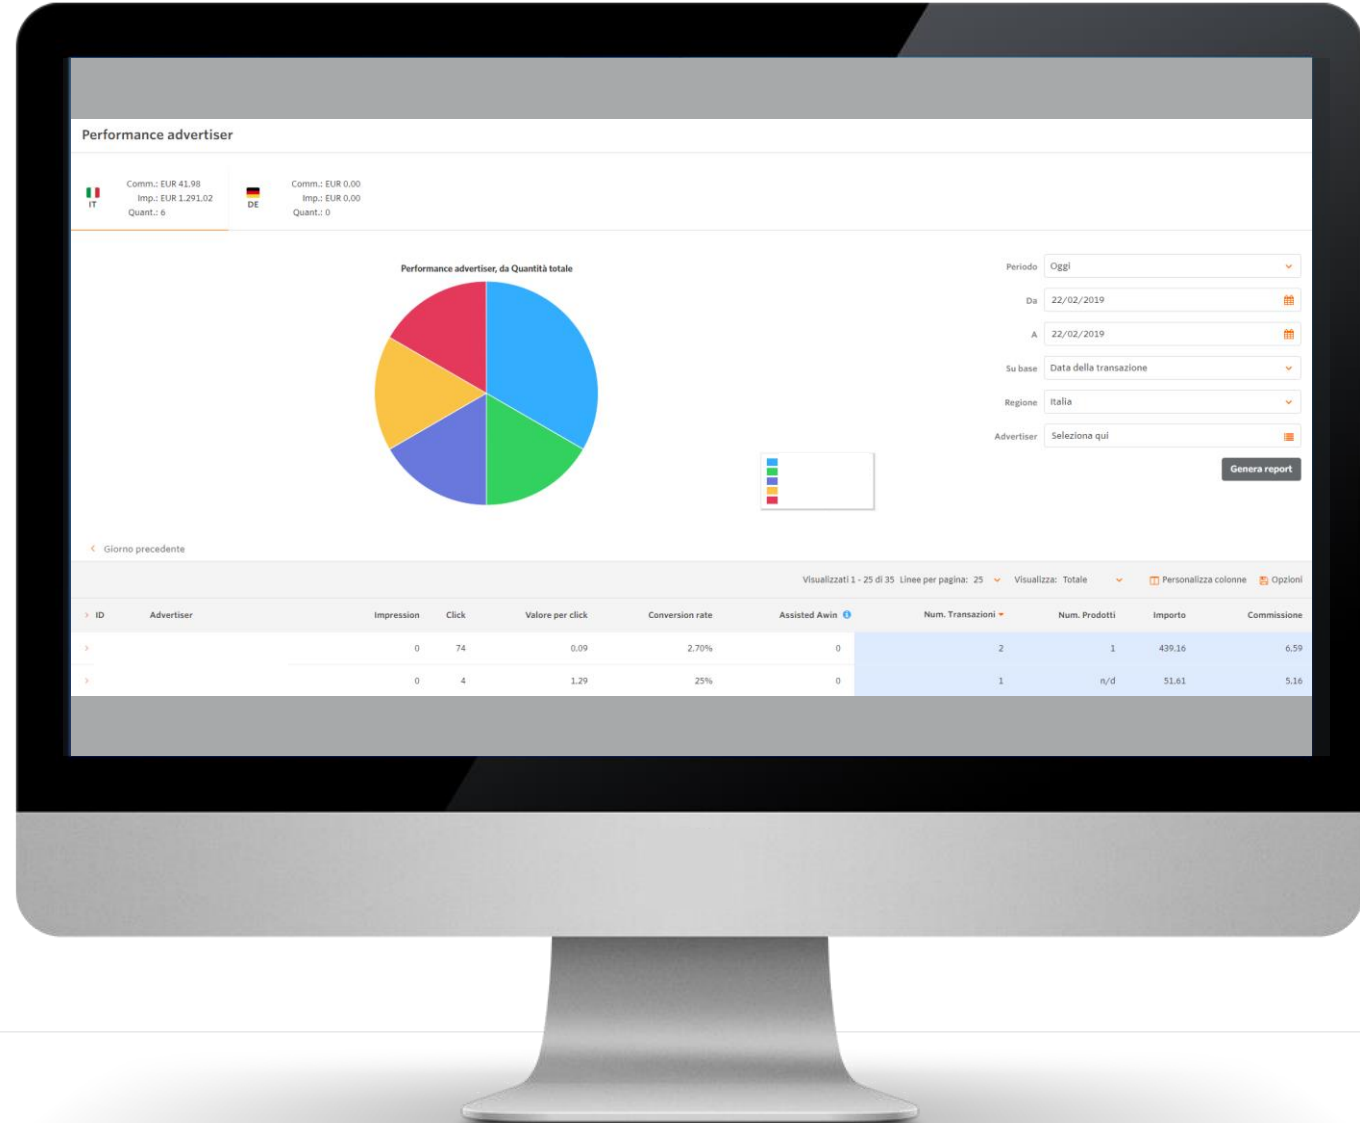 Performance advertiser
IT
Comm.: EUR 41,98
Imp.: EUR 1.291,02
Quant.: 6
DE
Comm.: EUR 0,00
Imp.: EUR 0,00
Quant.: 0
Performance advertiser, da Quantità totale
Periodo Oggi
Da 22/02/2019
A 22/02/2019
Su base Data della transazione
Regione Italia
Advertiser Seleziona qui
Genera report
Giorno precedente
Visualizzati 1 - 25 di 35 Linee per pagina: 25 Visualizza: Totale Personalizza colonne Opzioni
ID Advertiser Impression Click Valore per click Conversion rate Assisted Awin Num. Transazioni Num. Prodotti Importo Commissione
0 74 0,09 2,70% 0 2 1 439,16 6,59
0 4 1,29 25% 0 1 n/d 51,61 5,16